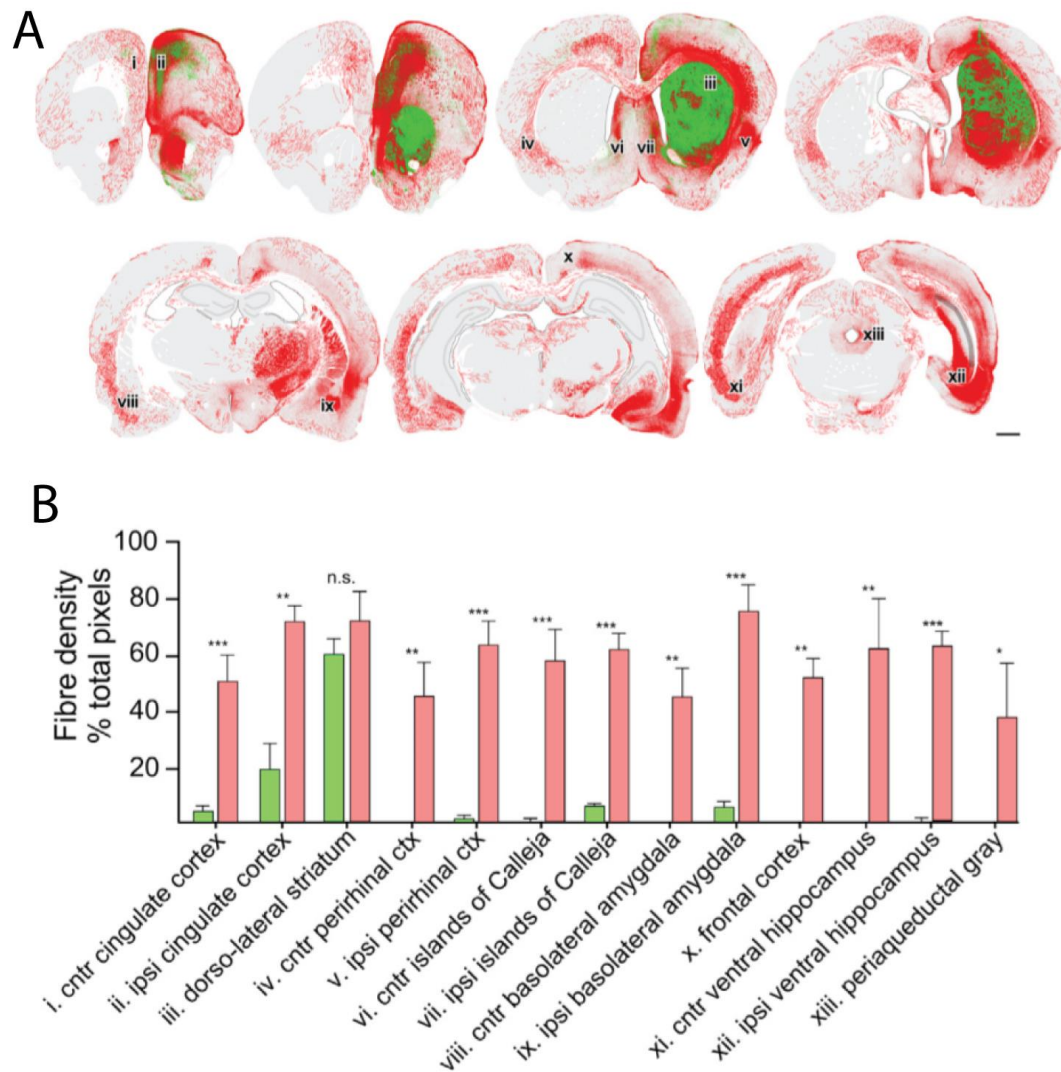 A
i
ii
iii
iv
vi
vii
v
viii
ix
x
xi
xiii
xii
B
Fibre density
% total pixels
100
80
60
40
20
***
**
n.s.
**
***
***
***
**
***
**
**
***
*
i. cntr cingulate cortex
ii. ipsi cingulate cortex
iii. dorso-lateral striatum
iv. cntr perirhinal ctx
v. ipsi perirhinal ctx
vi. cntr islands of Calleja
vii. ipsi islands of Calleja
viii. cntr basolateral amygdala
ix. ipsi basolateral amygdala
x. frontal cortex
xi. cntr ventral hippocampus
xii. ipsi ventral hippocampus
xiii. periaqueductal gray